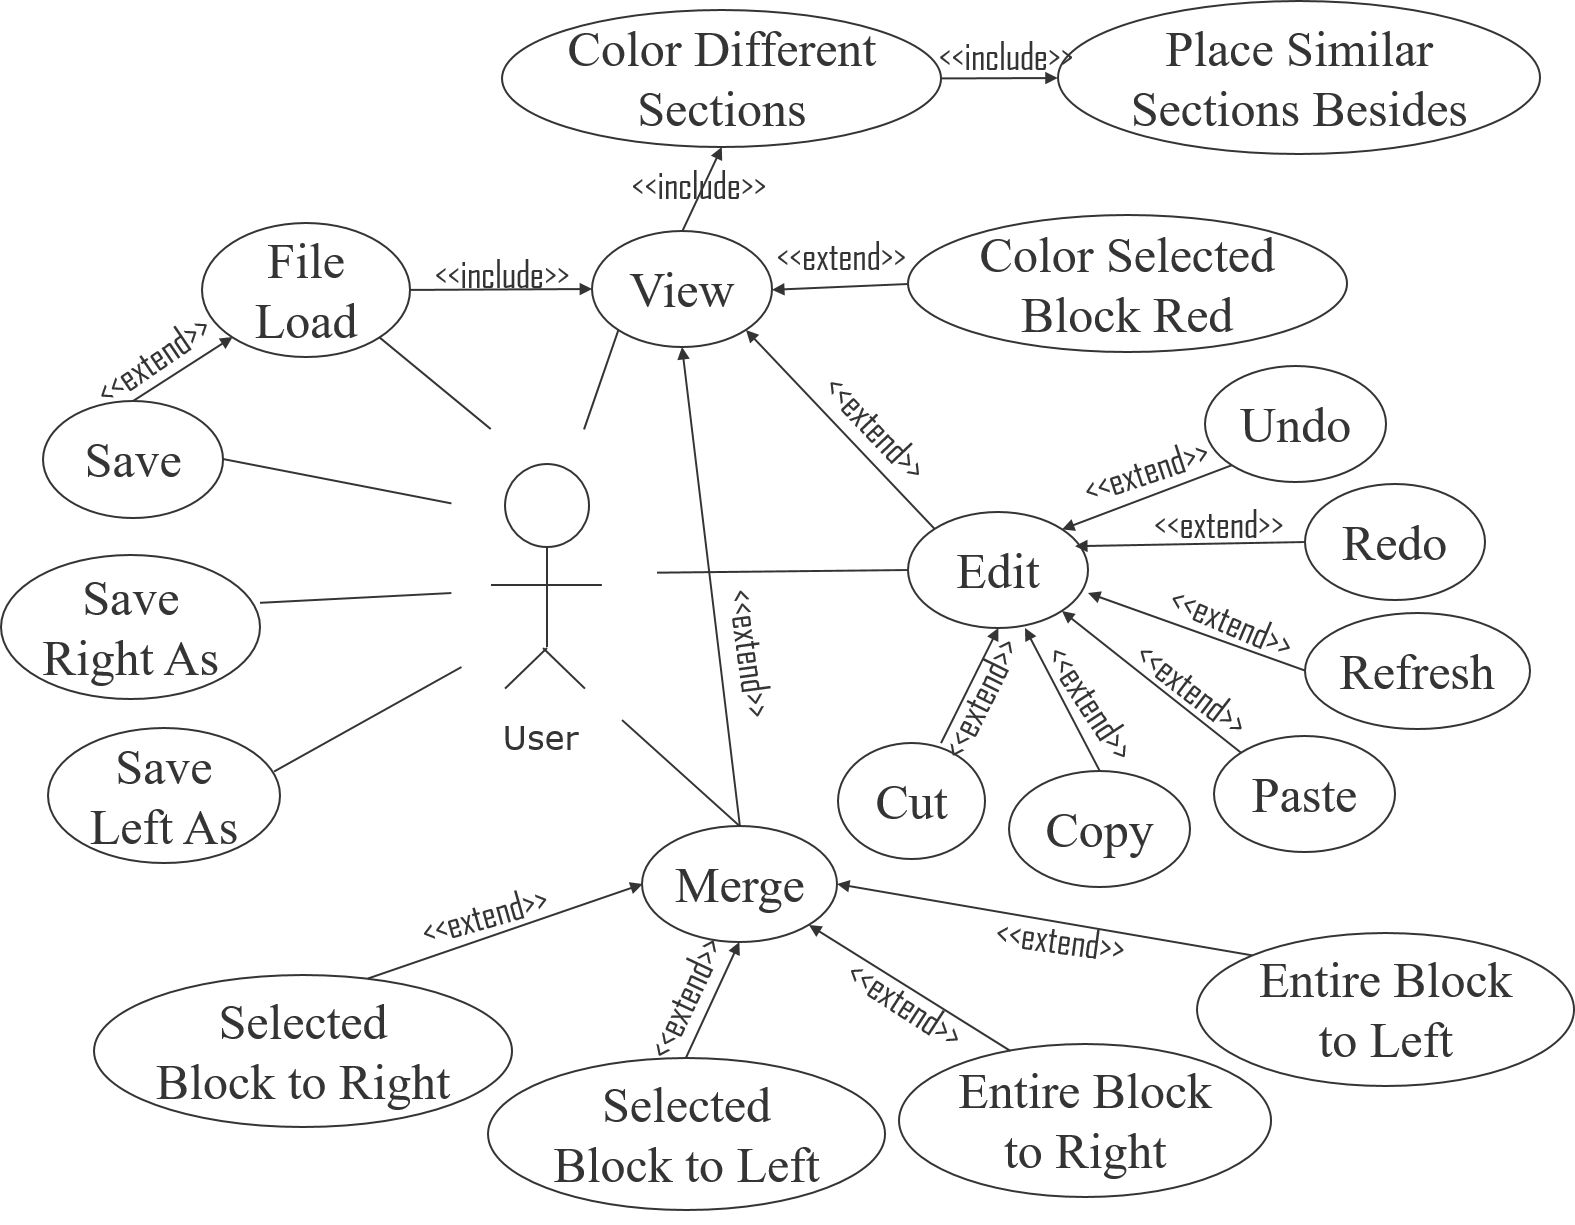 Color Different
Sections
<<include>>
Place Similar
Sections Besides
<<include>>
File
Load
<<include>>
View
<<extend>>
Color Selected
Block Red
<<extend>>
Save
<<extend>>
Undo
<<extend>>
<<extend>>
Redo
Edit
Save
Right As
<<extend>>
<<extend>>
Refresh
User
<<extend>>
<<extend>>
<<extend>>
Save
Left As
Cut
Copy
Paste
Merge
<<extend>>
<<extend>>
<<extend>>
<<extend>>
Selected
Block to Right
Selected
Block to Left
Entire Block
to Right
Entire Block
to Left